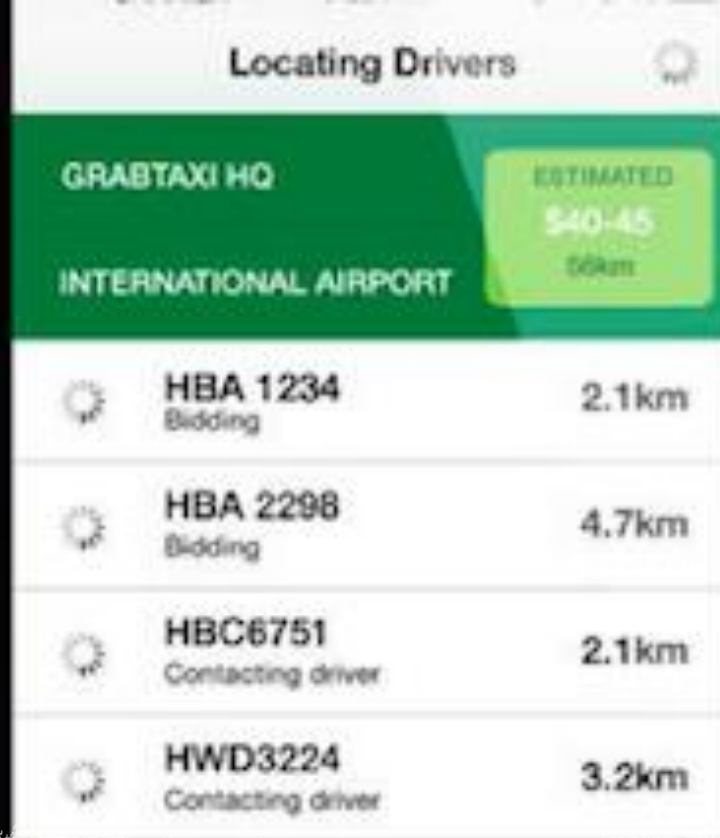 Locating Drivers
GRABTAXI HQ
ESTIMATED
$40-45
INTERNATIONAL AIRPORT
HBA 1234
Bidding
2.1km
HBA 2298
Bidding
4.7km
HBC6751
Contacting driver
2.1km
HWD3224
Contacting driver
3.2km